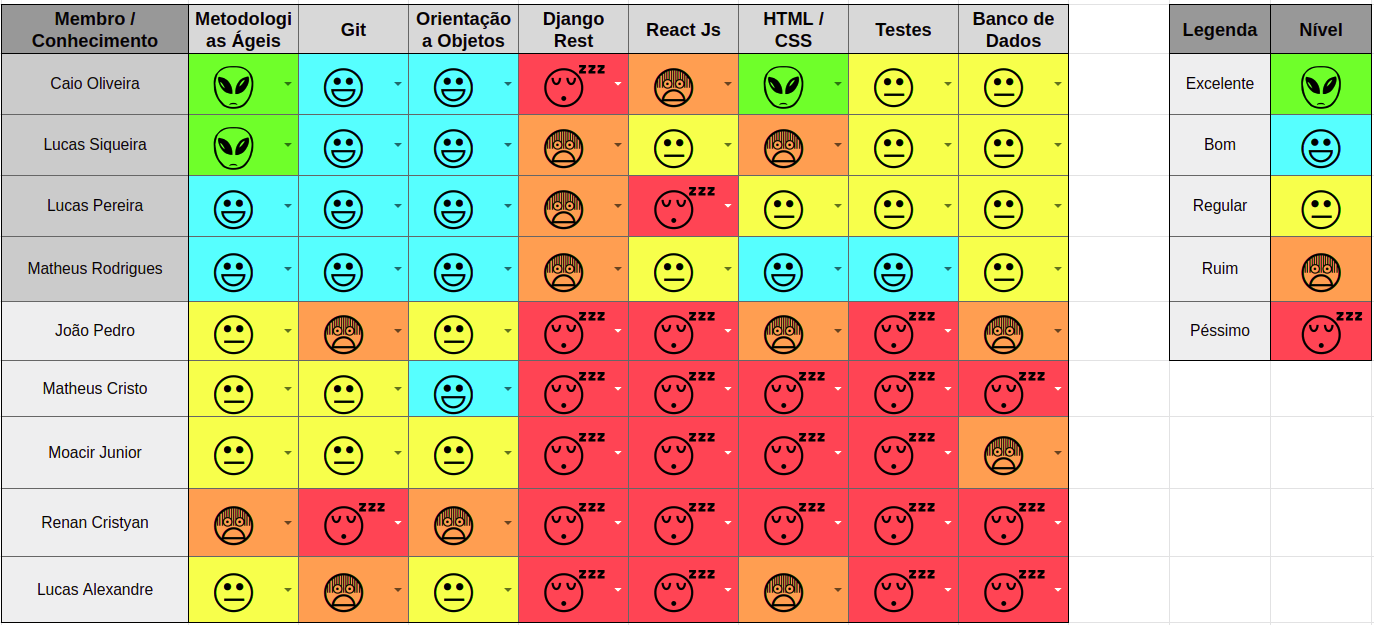 Membro / Conhecimento Metodologi as Ágeis Git Orientação a Objetos Django Rest React Js HTML / CSS Testes Banco de Dados Legenda Nível
Caio Oliveira zzz Excelente
Lucas Siqueira Bom
Lucas Pereira zzz Regular
Matheus Rodrigues Ruim
João Pedro zzz zzz zzz Péssimo zzz
Matheus Cristo zzz zzz zzz zzz zzz
Moacir Junior zzz zzz zzz zzz
Renan Cristyan zzz zzz zzz zzz zzz zzz
Lucas Alexandre zzz zzz zzz zzz